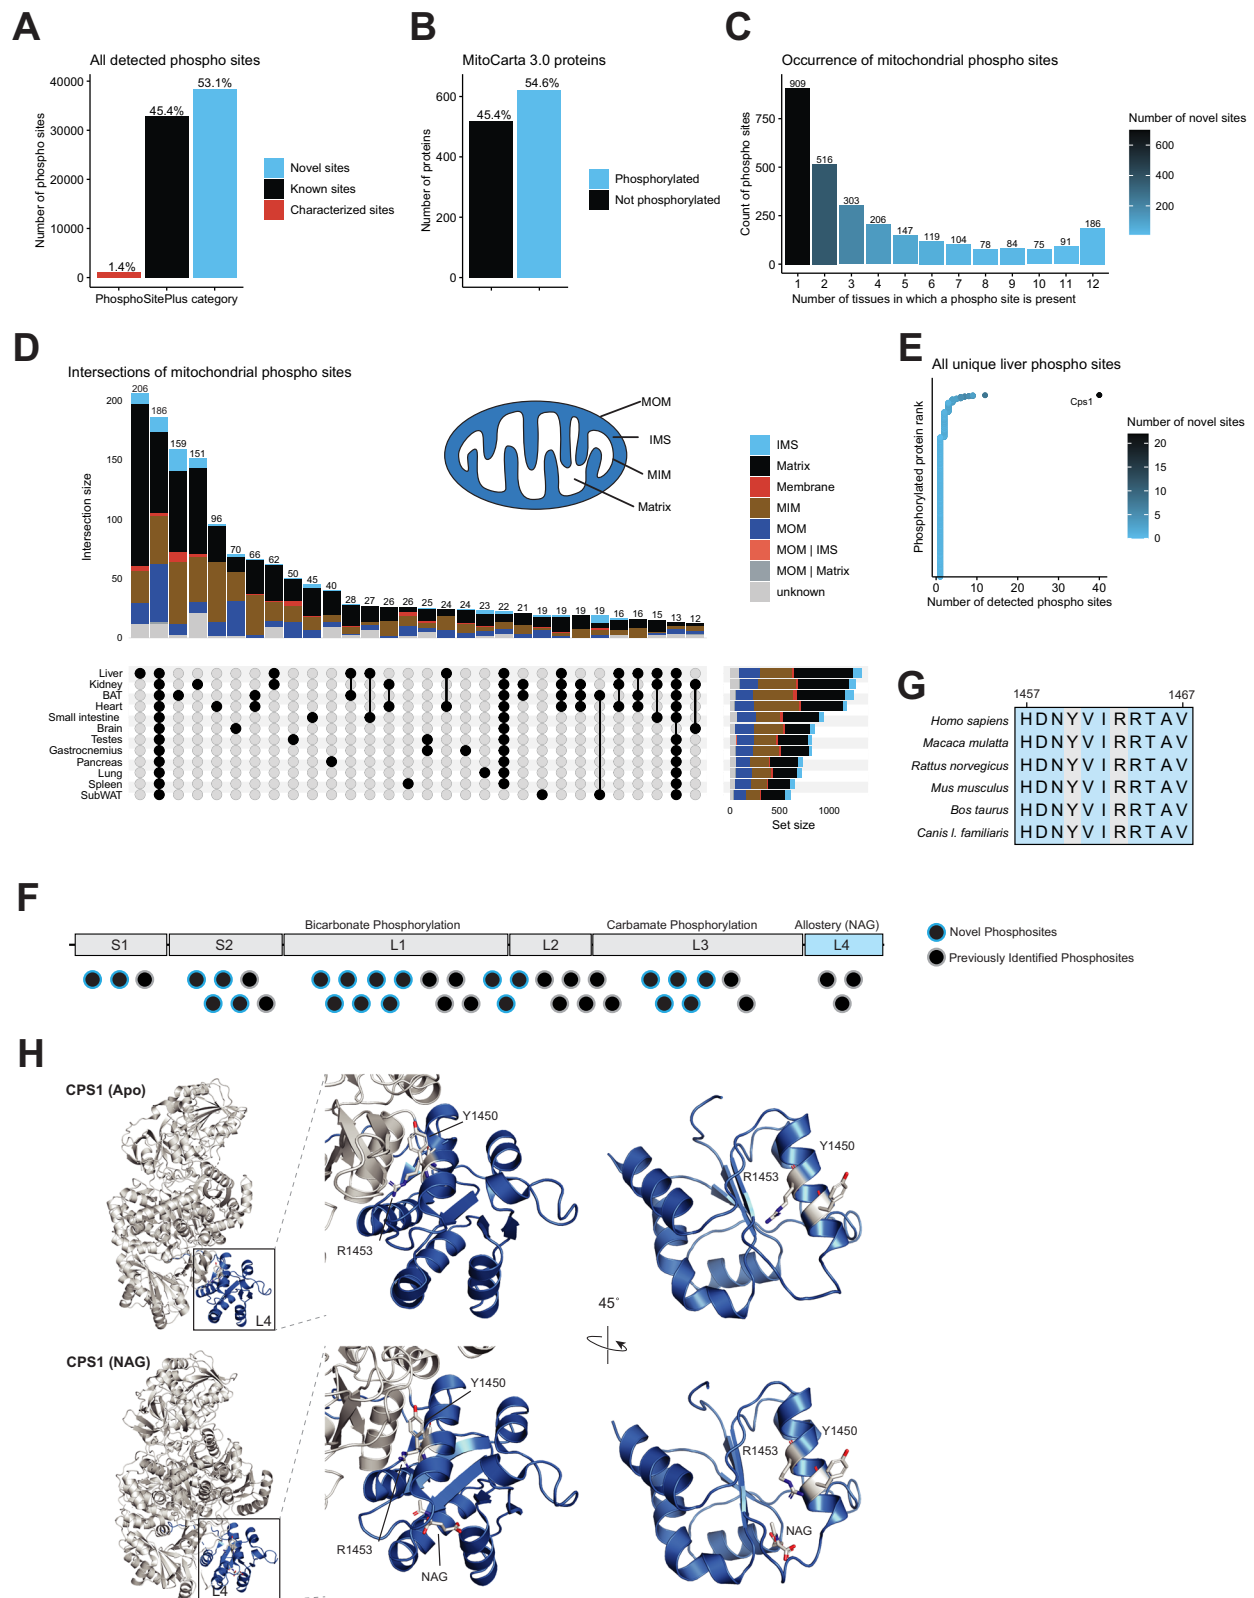 A
All detected phospho sites
Number of phospho sites
40000
30000
20000
10000
0
1.4%
45.4%
53.1%
PhosphoSitePlus category
Novel sites
Known sites
Characterized sites
B
MitoCarta 3.0 proteins
Number of proteins
600
400
200
0
45.4%
54.6%
Phosphorylated
Not phosphorylated
C
Occurrence of mitochondrial phospho sites
Count of phospho sites
750
500
250
0
909
516
303
206
147
119
104
78
84
75
91
186
1 2 3 4 5 6 7 8 9 10 11 12
Number of tissues in which a phospho site is present
Number of novel sites
600
400
200
D
Intersections of mitochondrial phospho sites
Intersection size
200
150
100
50
0
206
186
159
151
96
70
66
62
50
45
40
28
27
26
26
25
24
24
23
22
21
19
19
19
19
16
16
15
13
12
MOM
IMS
MIM
Matrix
IMS
Matrix
Membrane
MIM
MOM
MOM | IMS
MOM | Matrix
unknown
Liver
Kidney
BAT
Heart
Small intestine
Brain
Testes
Gastrocnemius
Pancreas
Lung
Spleen
SubWAT
0 500 1000
Set size
E
All unique liver phospho sites
Phosphorylated protein rank
Cps1
0 10 20 30 40
Number of detected phospho sites
Number of novel sites
20
15
10
5
0
G
1457 1467
Homo sapiens H D N Y V I R R T A V
Macaca mulatta H D N Y V I R R T A V
Rattus norvegicus H D N Y V I R R T A V
Mus musculus H D N Y V I R R T A V
Bos taurus H D N Y V I R R T A V
Canis l. familiaris H D N Y V I R R T A V
F
Bicarbonate Phosphorylation
Carbamate Phosphorylation
Allostery (NAG)
S1 S2 L1 L2 L3 L4
Novel Phosphosites
Previously Identified Phosphosites
H
CPS1 (Apo)
L4
Y1450
R1453
Y1450
R1453
45°
CPS1 (NAG)
L4
Y1450
R1453
NAG
Y1450
R1453
NAG